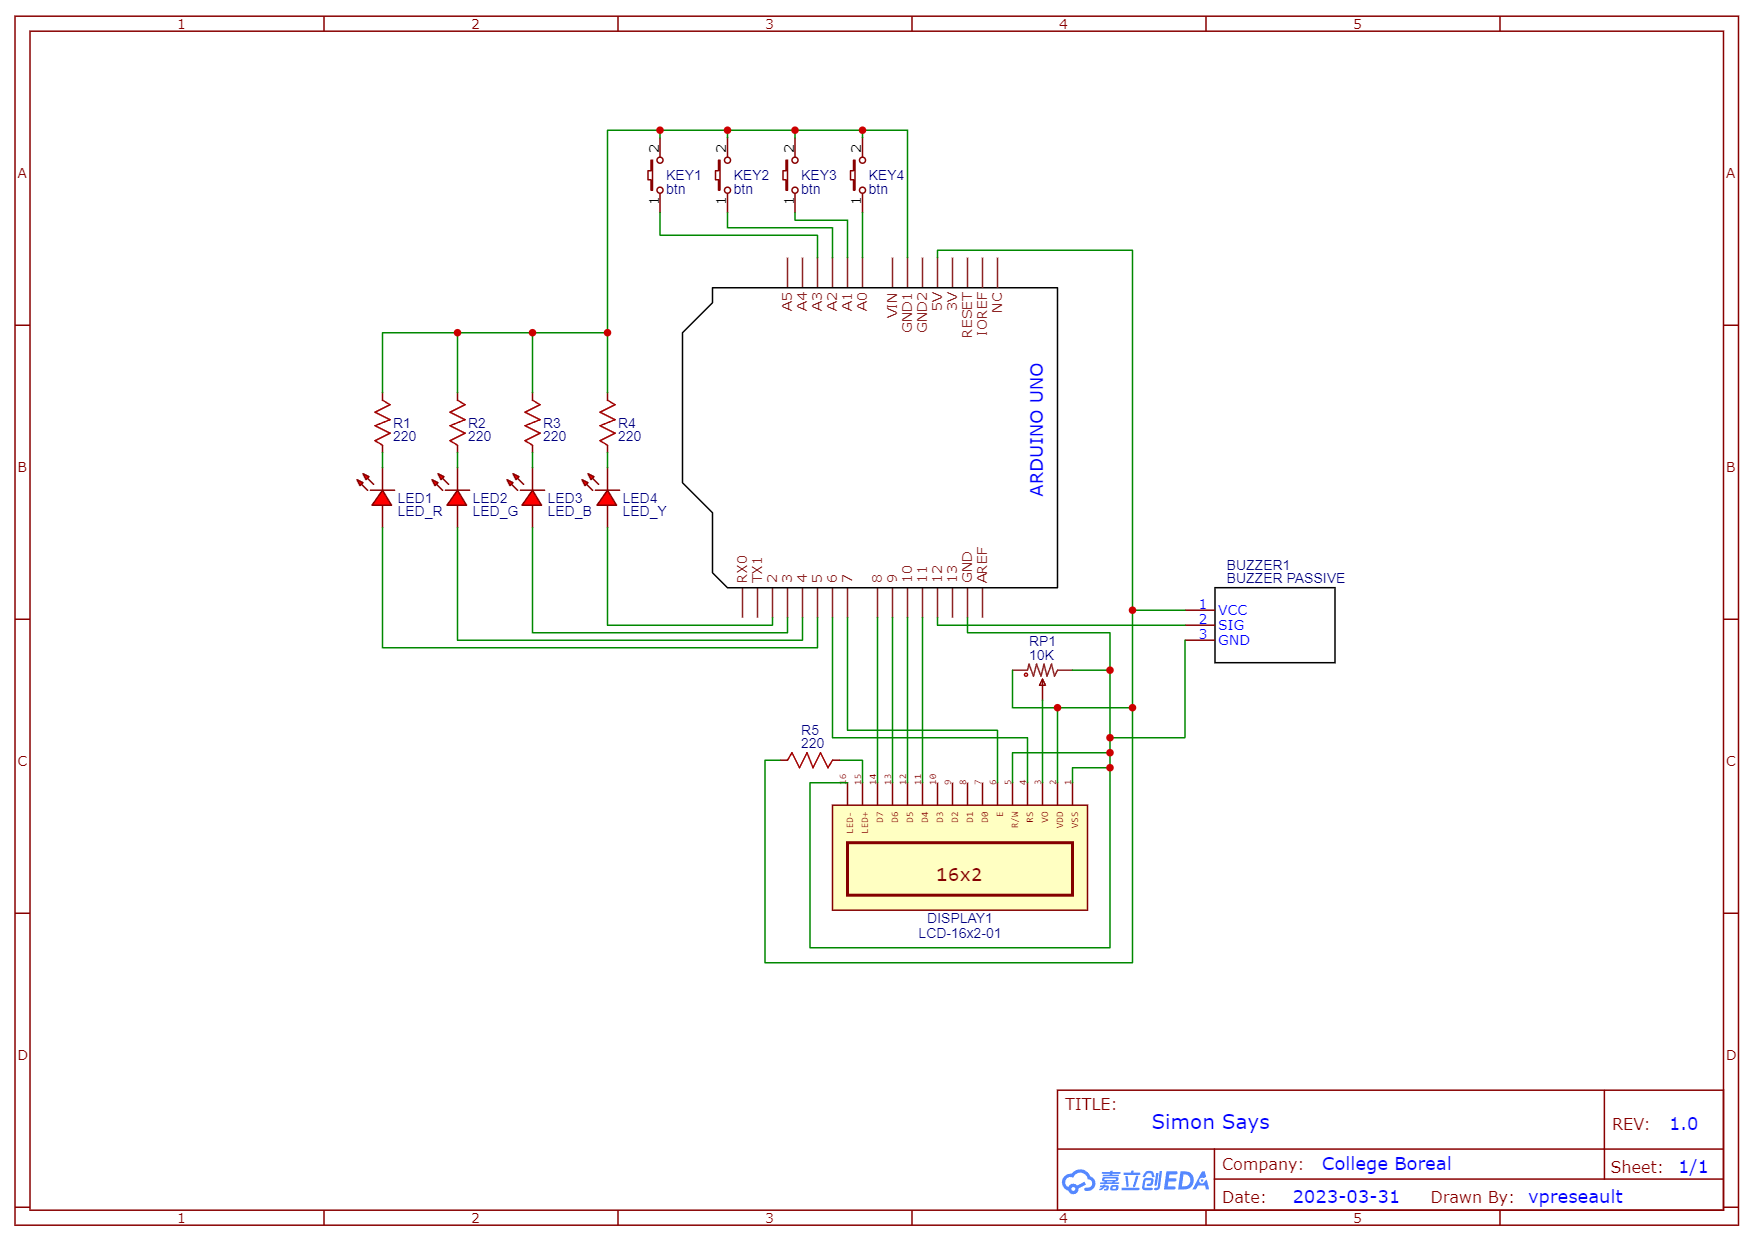 1 2 3 4 5
A A
2 2 2 2
KEY1 KEY2 KEY3 KEY4
btn btn btn btn
1 1 1 1
A5 A4 A3 A2 A1 A0 VIN GND1 GND2 5V 3V RESET IOREF NC
ARDUINO UNO
R1 R2 R3 R4
220 220 220 220
B B
LED1 LED2 LED3 LED4
LED_R LED_G LED_B LED_Y
RX0 TX1 2 3 4 5 6 7 8 9 10 11 12 13 GND AREF
BUZZER1
BUZZER PASSIVE
1 VCC
2 SIG
3 GND
RP1
10K
R5
220
C C
16 15 14 13 12 11 10 9 8 7 6 5 4 3 2 1
LED- LED+ D7 D6 D5 D4 D3 D2 D1 D0 E R/W RS VO VDD VSS
16x2
DISPLAY1
LCD-16x2-01
D D
TITLE:
Simon Says
REV: 1.0
嘉立创EDA
Company: College Boreal
Sheet: 1/1
Date: 2023-03-31 Drawn By: vpreseault
1 2 3 4 5